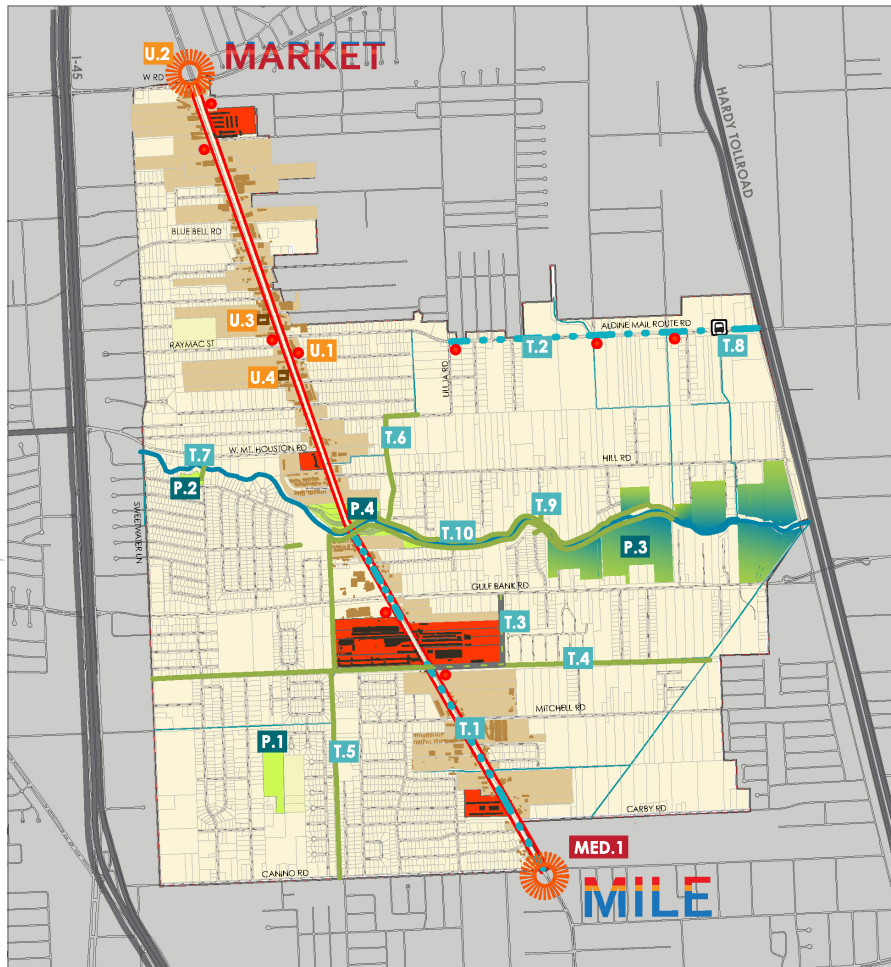 U.2
MARKET
I-45
W RD
HARDY TOLLROAD
BLUE BELL RD
U.3
ALDINE MAIL ROUTE RD
RAYMAC ST
U.1
T.2
T.8
U.4
LILLJA RD
T.6
W. MT. HOUSTON RD
T.7
HILL RD
P.2
SWEETWATER LN
P.4
T.9
T.10
P.3
GULF BANK RD
T.3
T.4
MITCHELL RD
P.1
T.5
T.1
CARBY RD
MED.1
CANINO RD
MILE